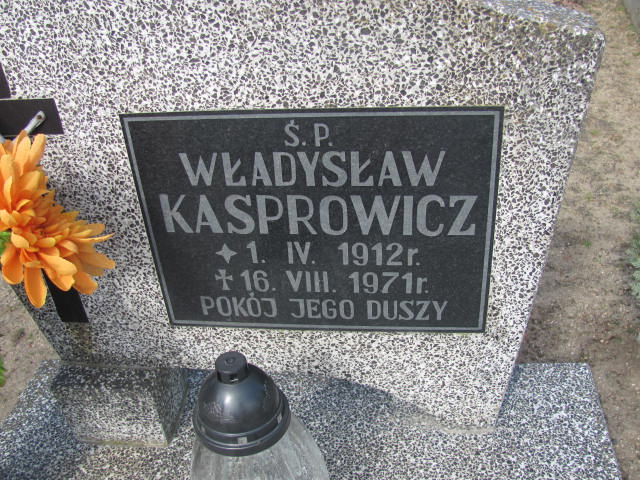 Ś.P.
WŁADYSŁAW
KASPROWICZ
✦ 1. IV. 1912r.
✝ 16. VIII. 1971r.
POKÓJ JEGO DUSZY